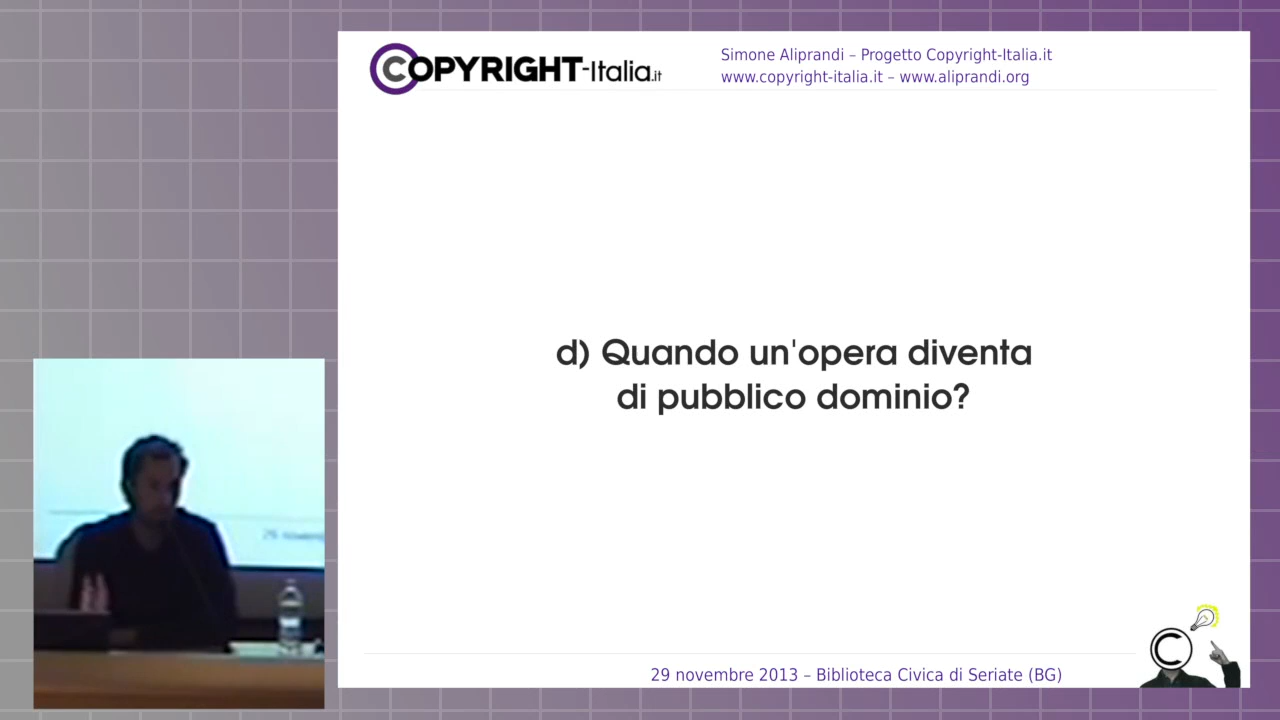 COPYRIGHT-Italia.it
Simone Aliprandi – Progetto Copyright-Italia.it
www.copyright-italia.it – www.aliprandi.org
d) Quando un'opera diventa
di pubblico dominio?
29 novembre 2013 – Biblioteca Civica di Seriate (BG)
C